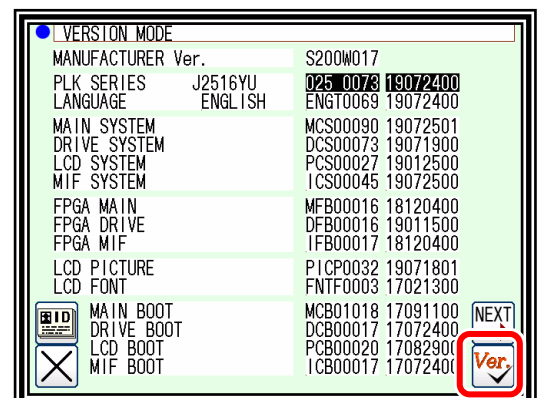 VERSION MODE
MANUFACTURER Ver. S200W017
PLK SERIES J2516YU 025 0073 19072400
LANGUAGE ENGLISH ENGT0069 19072400
MAIN SYSTEM MCS00090 19072501
DRIVE SYSTEM DCS00073 19071900
LCD SYSTEM PCS00027 19012500
MIF SYSTEM ICS00045 19072500
FPGA MAIN MFB00016 18120400
FPGA DRIVE DFB00016 19011500
FPGA MIF IFB00017 18120400
LCD PICTURE PICP0032 19071801
LCD FONT FNTF0003 17021300
MAIN BOOT MCB01018 17091100
DRIVE BOOT DCB00017 17072400
LCD BOOT PCB00020 17082900
MIF BOOT ICB00017 17072400
ID
NEXT
Ver.